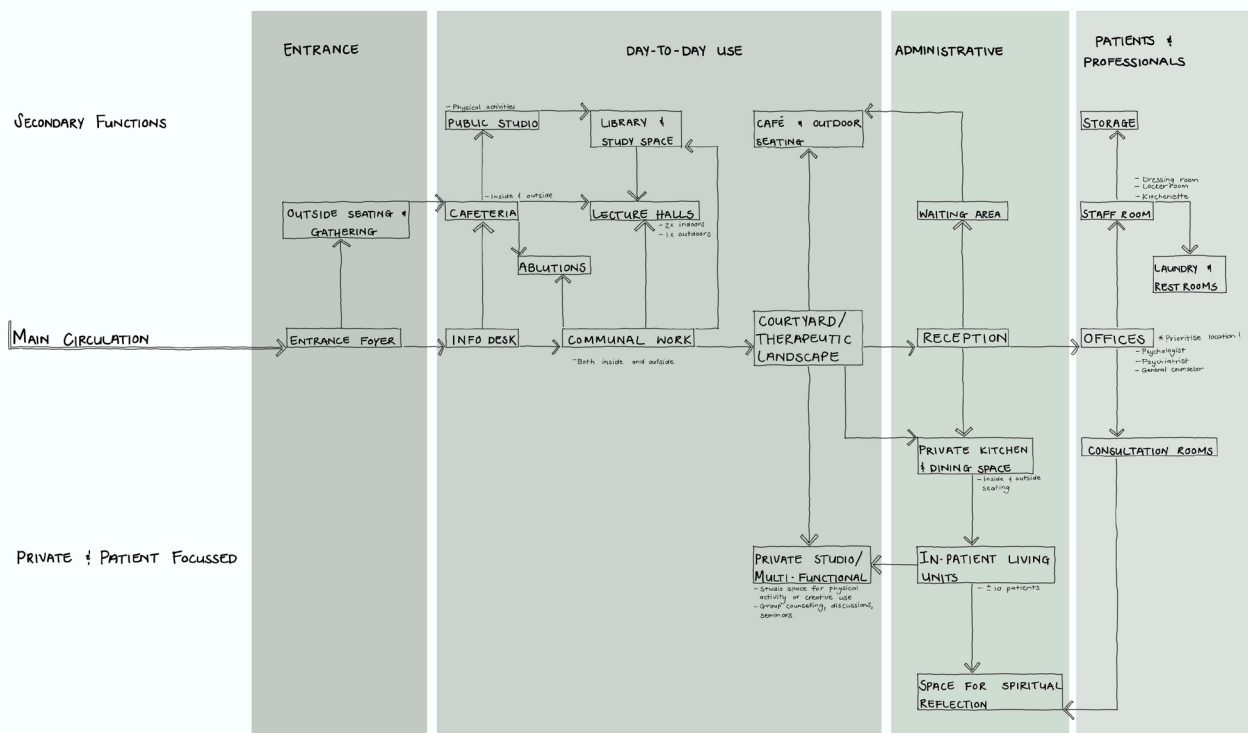 ENTRANCE
DAY-TO-DAY USE
ADMINISTRATIVE
PATIENTS &
PROFESSIONALS
SECONDARY FUNCTIONS
- Physical activities
PUBLIC STUDIO
LIBRARY &
STUDY SPACE
CAFÉ & OUTDOOR
SEATING
STORAGE
- Dressing room
- Locker Room
- Kitchenette
OUTSIDE SEATING &
GATHERING
- Inside & outside
CAFETERIA
LECTURE HALLS
- 2x indoors
- 1x outdoors
WAITING AREA
STAFF ROOM
ABLUTIONS
LAUNDRY &
REST ROOMS
MAIN CIRCULATION
ENTRANCE FOYER
INFO DESK
COMMUNAL WORK
- Both inside and outside
COURTYARD/
THERAPEUTIC
LANDSCAPE
RECEPTION
OFFICES
* Prioritise location!
- Psychologist
- Psychiatrist
- General counselor
PRIVATE KITCHEN
& DINING SPACE
- Inside & outside
seating
CONSULTATION ROOMS
PRIVATE & PATIENT FOCUSSED
PRIVATE STUDIO/
MULTI-FUNCTIONAL
- Studio space for physical
activity or creative use
- Group counseling, discussions,
seminars.
IN-PATIENT LIVING
UNITS
- ±10 patients
SPACE FOR SPIRITUAL
REFLECTION